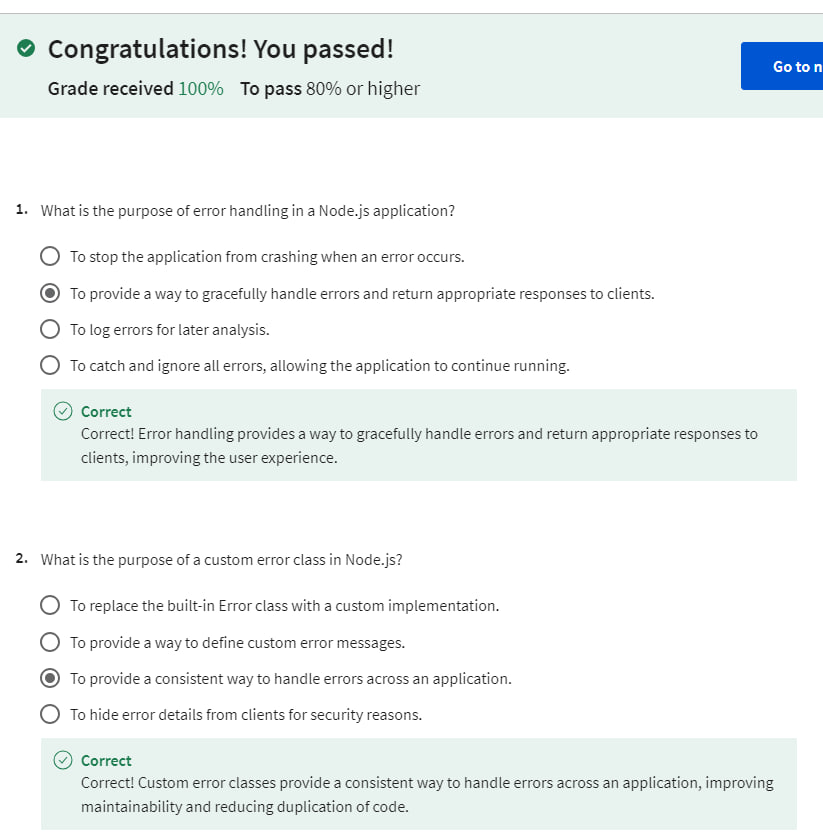 Congratulations! You passed!
Go to n
Grade received 100% To pass 80% or higher
1. What is the purpose of error handling in a Node.js application?
To stop the application from crashing when an error occurs.
To provide a way to gracefully handle errors and return appropriate responses to clients.
To log errors for later analysis.
To catch and ignore all errors, allowing the application to continue running.
Correct
Correct! Error handling provides a way to gracefully handle errors and return appropriate responses to
clients, improving the user experience.
2. What is the purpose of a custom error class in Node.js?
To replace the built-in Error class with a custom implementation.
To provide a way to define custom error messages.
To provide a consistent way to handle errors across an application.
To hide error details from clients for security reasons.
Correct
Correct! Custom error classes provide a consistent way to handle errors across an application, improving
maintainability and reducing duplication of code.